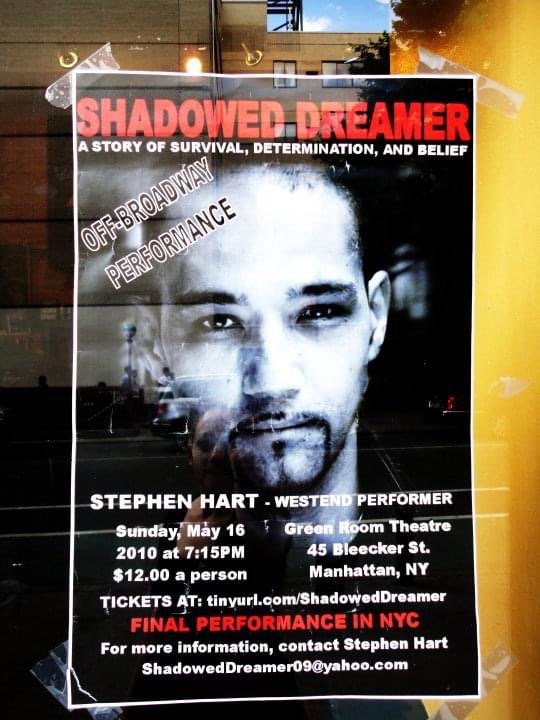 SHADOWED DREAMER
A STORY OF SURVIVAL, DETERMINATION, AND BELIEF
OFF-BROADWAY
PERFORMANCE
STEPHEN HART - WESTEND PERFORMER
Sunday, May 16
2010 at 7:15PM
$12.00 a person
Green Room Theatre
45 Bleecker St.
Manhattan, NY
TICKETS AT: tinyurl.com/ShadowedDreamer
FINAL PERFORMANCE IN NYC
For more information, contact Stephen Hart
ShadowedDreamer09@yahoo.com